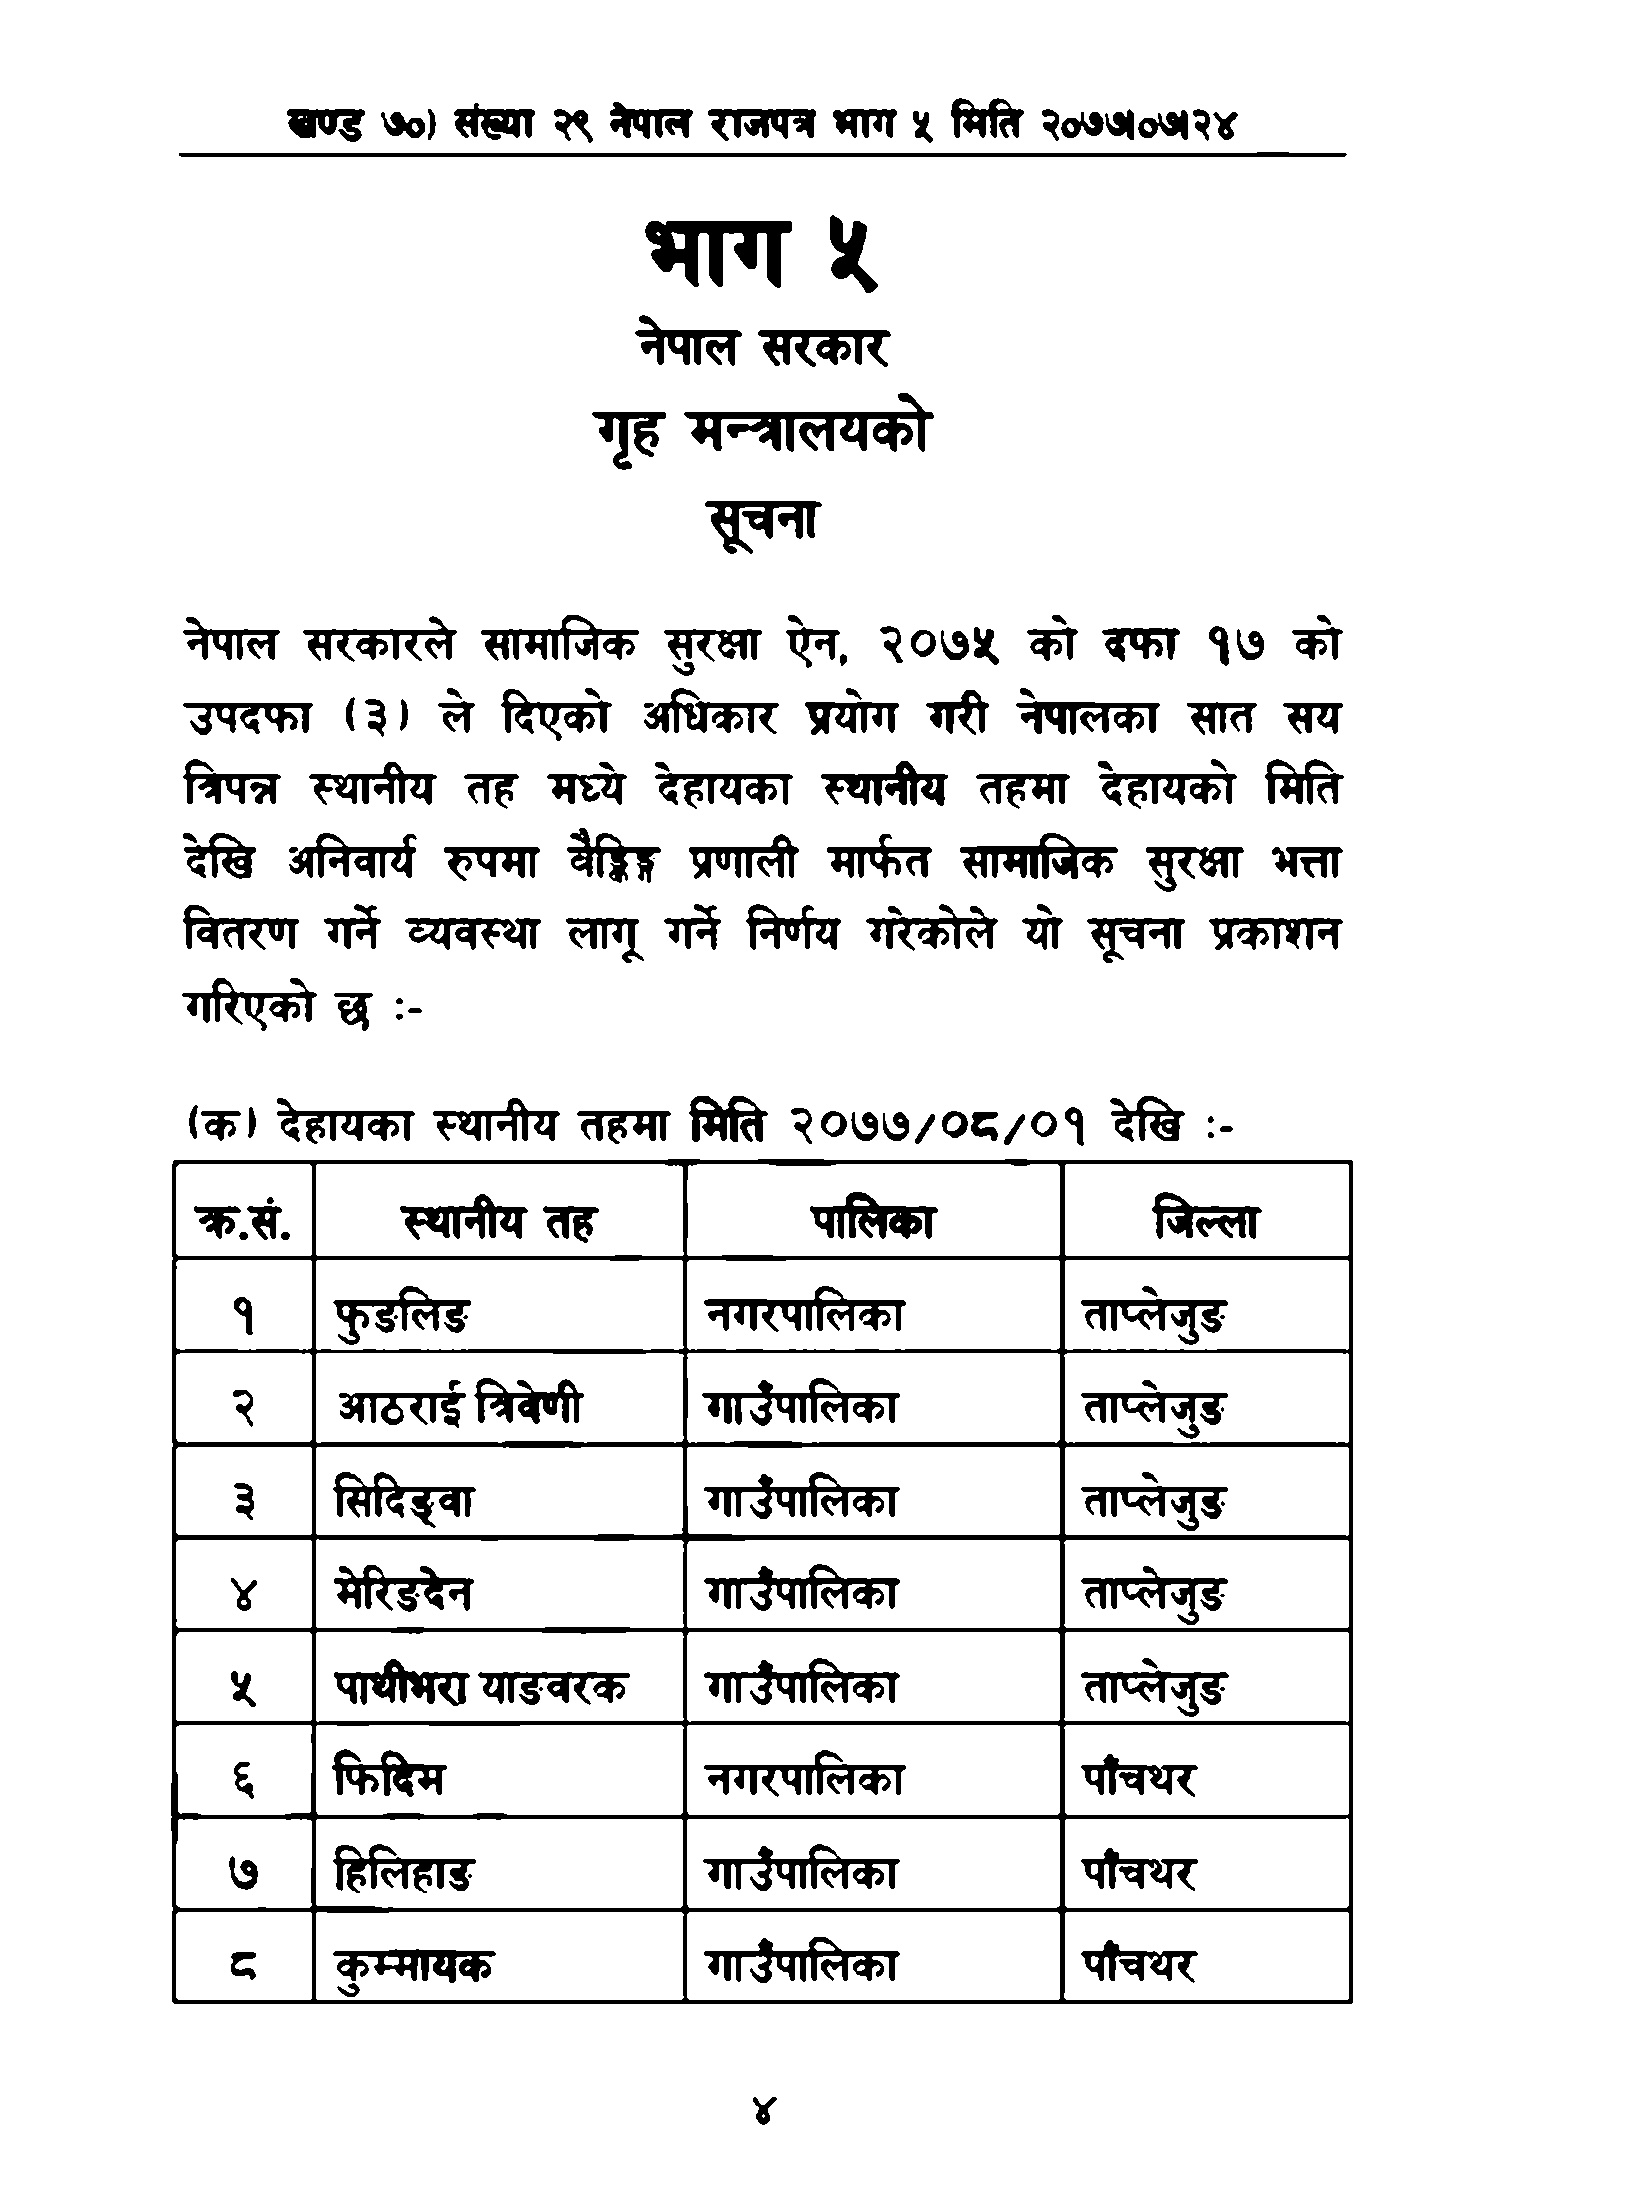 खण्ड ७०) संख्या २९ नेपाल राजपत्र भाग ५ मिति २०७७।०७।२४
भाग ५
नेपाल सरकार
गृह मन्त्रालयको
सूचना
नेपाल सरकारले सामाजिक सुरक्षा ऐन, २०७५ को दफा १७ को
उपदफा (३) ले दिएको अधिकार प्रयोग गरी नेपालका सात सय
त्रिपन्न स्थानीय तह मध्ये देहायका स्थानीय तहमा देहायको मिति
देखि अनिवार्य रुपमा वैङ्किङ्ग प्रणाली मार्फत सामाजिक सुरक्षा भत्ता
वितरण गर्ने व्यवस्था लागू गर्ने निर्णय गरेकोले यो सूचना प्रकाशन
गरिएको छ :-
(क) देहायका स्थानीय तहमा मिति २०७७/०८/०१ देखि :-
क्र.सं. स्थानीय तह पालिका जिल्ला
१ फुङलिङ नगरपालिका ताप्लेजुङ
२ आठराई त्रिवेणी गाउँपालिका ताप्लेजुङ
३ सिदिङ्वा गाउँपालिका ताप्लेजुङ
४ मेरिङदेन गाउँपालिका ताप्लेजुङ
५ पाथीभरा याङवरक गाउँपालिका ताप्लेजुङ
६ फिदिम नगरपालिका पाँचथर
७ हिलिहाङ गाउँपालिका पाँचथर
८ कुम्मायक गाउँपालिका पाँचथर
४